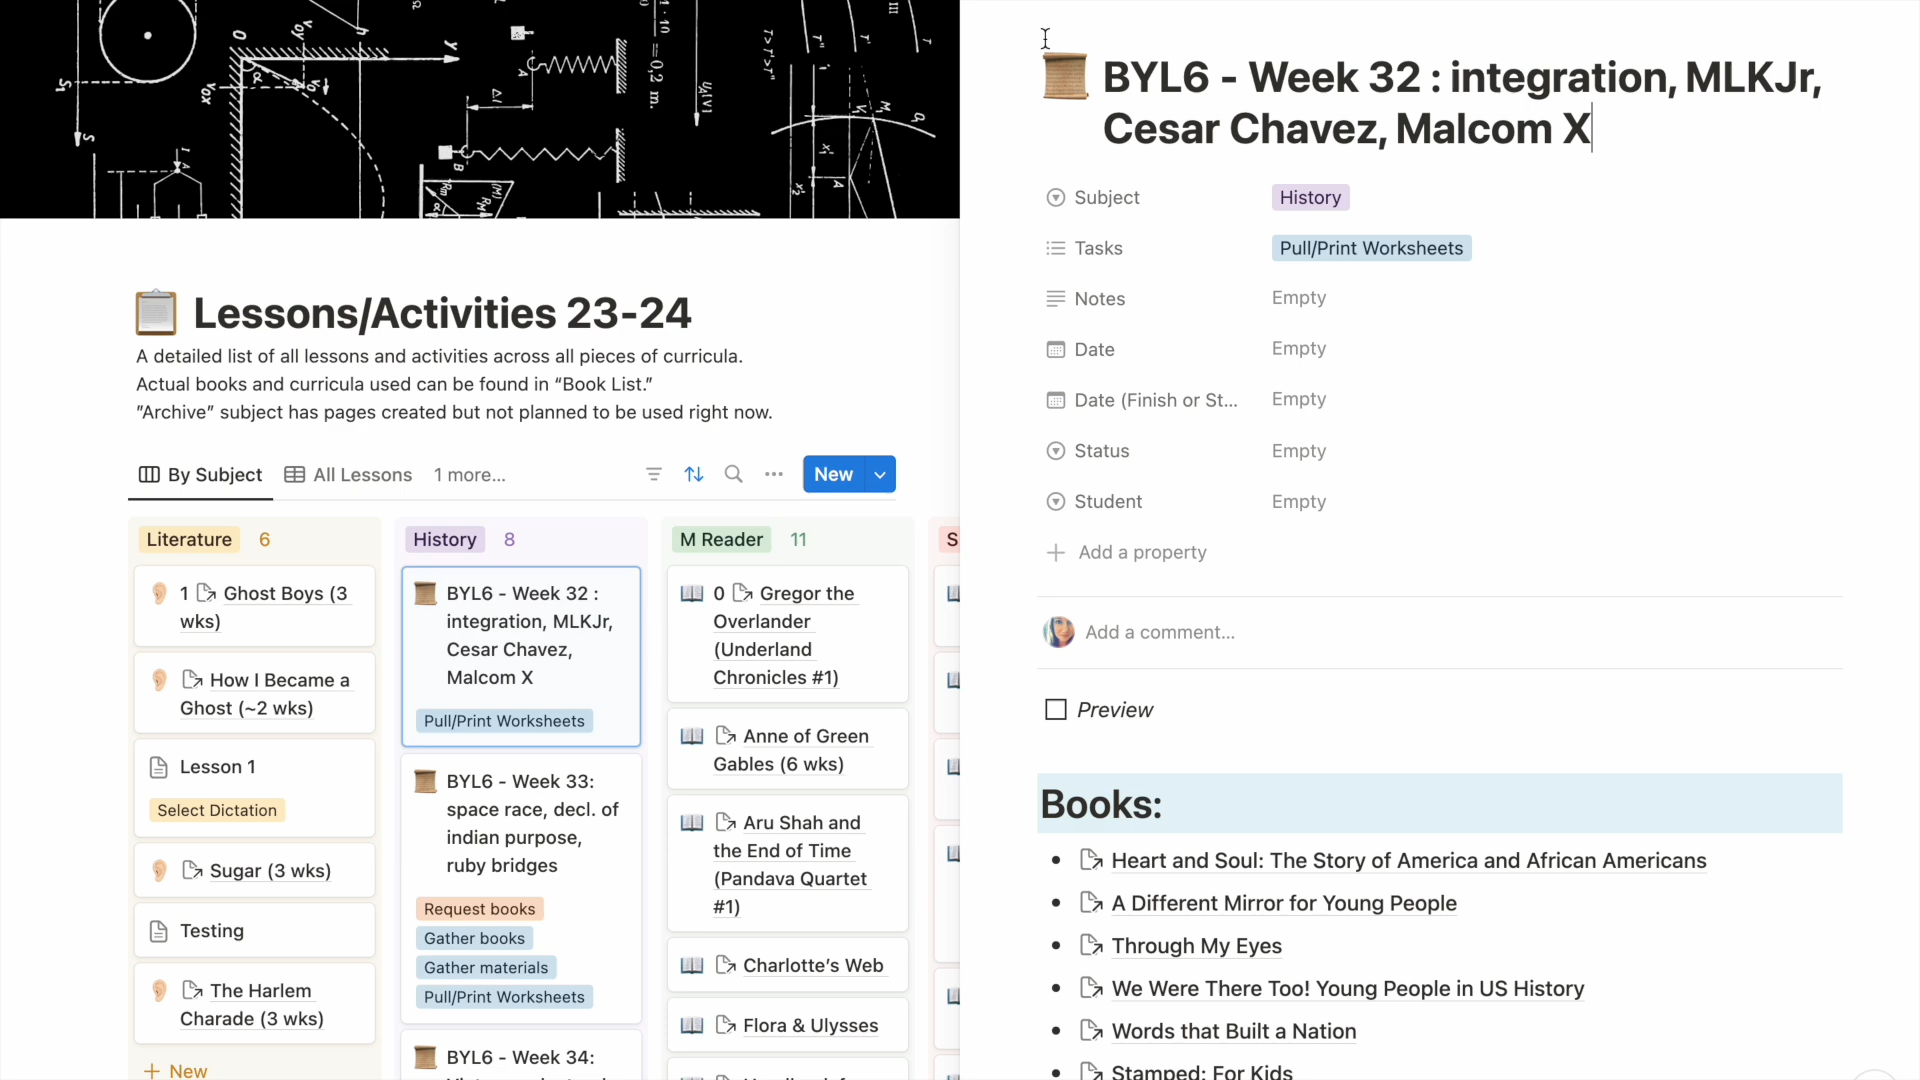 Lessons/Activities 23-24
A detailed list of all lessons and activities across all pieces of curricula.
Actual books and curricula used can be found in “Book List.”
”Archive” subject has pages created but not planned to be used right now.
By Subject
All Lessons
1 more...
New
Literature 6
1 Ghost Boys (3
wks)
How I Became a
Ghost (~2 wks)
Lesson 1
Select Dictation
Sugar (3 wks)
Testing
The Harlem
Charade (3 wks)
+ New
History 8
BYL6 - Week 32 :
integration, MLKJr,
Cesar Chavez,
Malcom X
Pull/Print Worksheets
BYL6 - Week 33:
space race, decl. of
indian purpose,
ruby bridges
Request books
Gather books
Gather materials
Pull/Print Worksheets
BYL6 - Week 34:
M Reader 11
0 Gregor the
Overlander
(Underland
Chronicles #1)
Anne of Green
Gables (6 wks)
Aru Shah and
the End of Time
(Pandava Quartet
#1)
Charlotte’s Web
Flora & Ulysses
S
BYL6 - Week 32 : integration, MLKJr,
Cesar Chavez, Malcom X
Subject History
Tasks Pull/Print Worksheets
Notes Empty
Date Empty
Date (Finish or St... Empty
Status Empty
Student Empty
+ Add a property
Add a comment...
Preview
Books:
• Heart and Soul: The Story of America and African Americans
• A Different Mirror for Young People
• Through My Eyes
• We Were There Too! Young People in US History
• Words that Built a Nation
• Stamped: For Kids